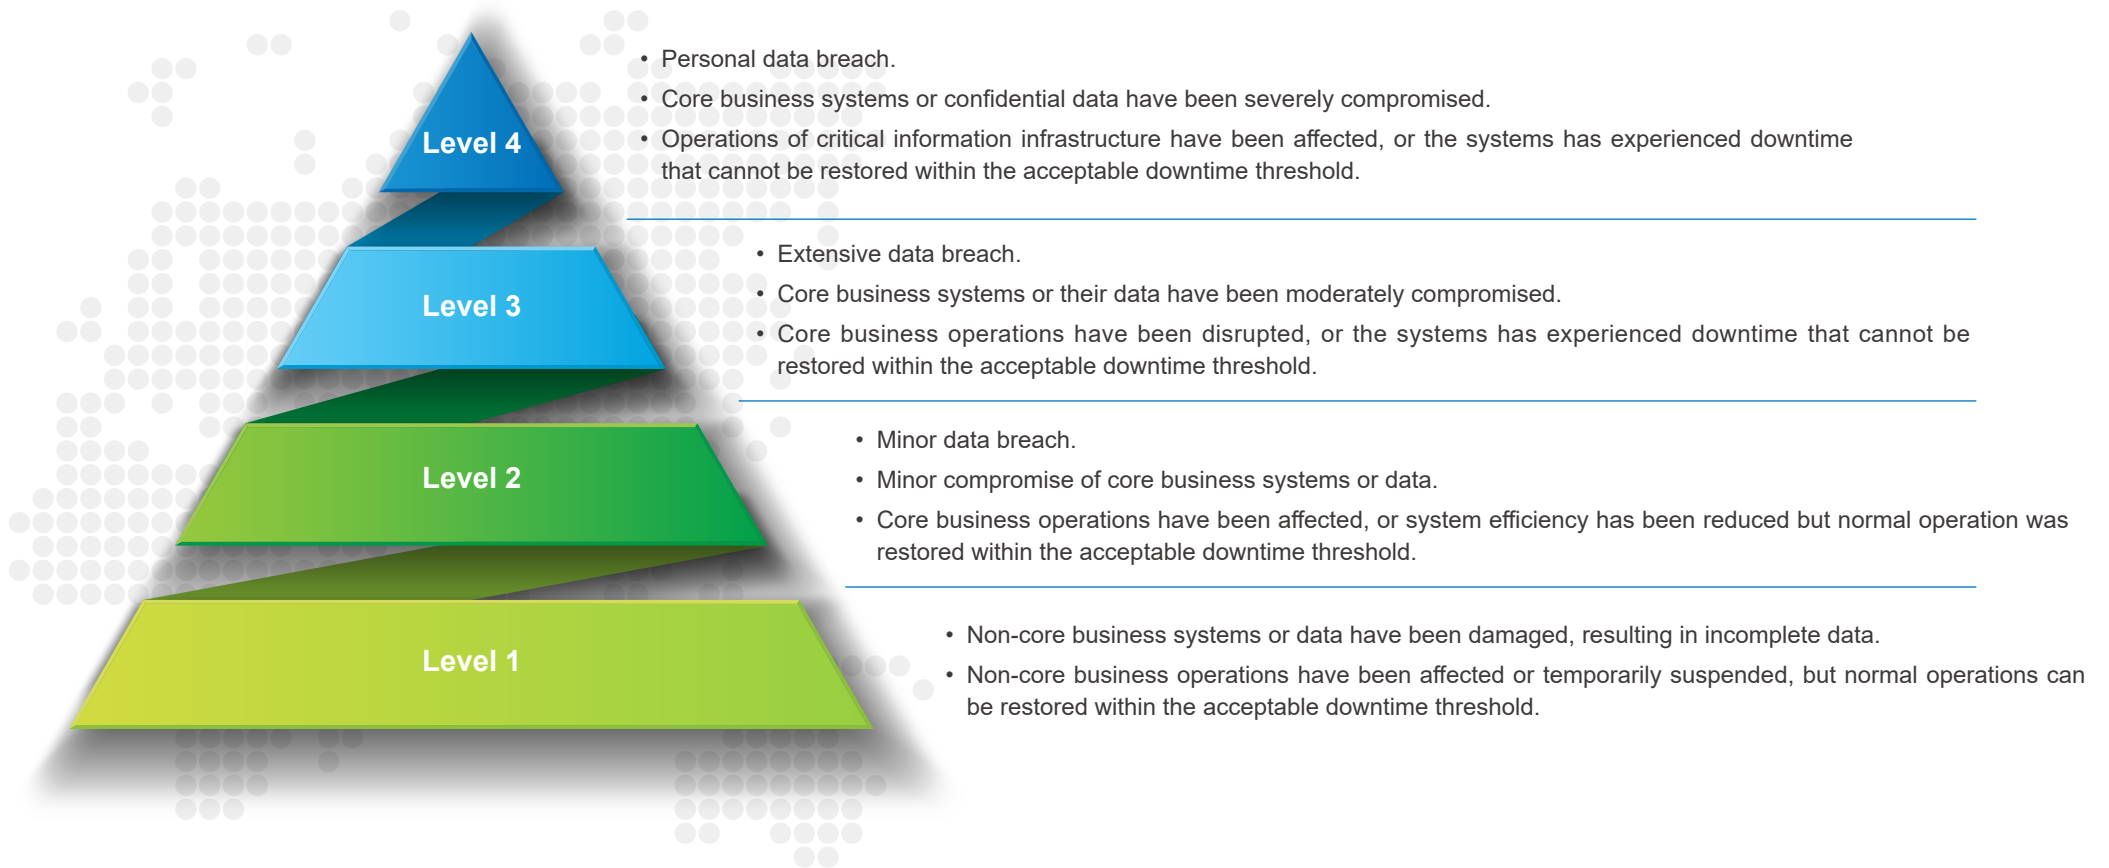 Level 4
• Personal data breach.
• Core business systems or confidential data have been severely compromised.
• Operations of critical information infrastructure have been affected, or the systems has experienced downtime
that cannot be restored within the acceptable downtime threshold.
Level 3
• Extensive data breach.
• Core business systems or their data have been moderately compromised.
• Core business operations have been disrupted, or the systems has experienced downtime that cannot be
restored within the acceptable downtime threshold.
Level 2
• Minor data breach.
• Minor compromise of core business systems or data.
• Core business operations have been affected, or system efficiency has been reduced but normal operation was
restored within the acceptable downtime threshold.
Level 1
• Non-core business systems or data have been damaged, resulting in incomplete data.
• Non-core business operations have been affected or temporarily suspended, but normal operations can
be restored within the acceptable downtime threshold.